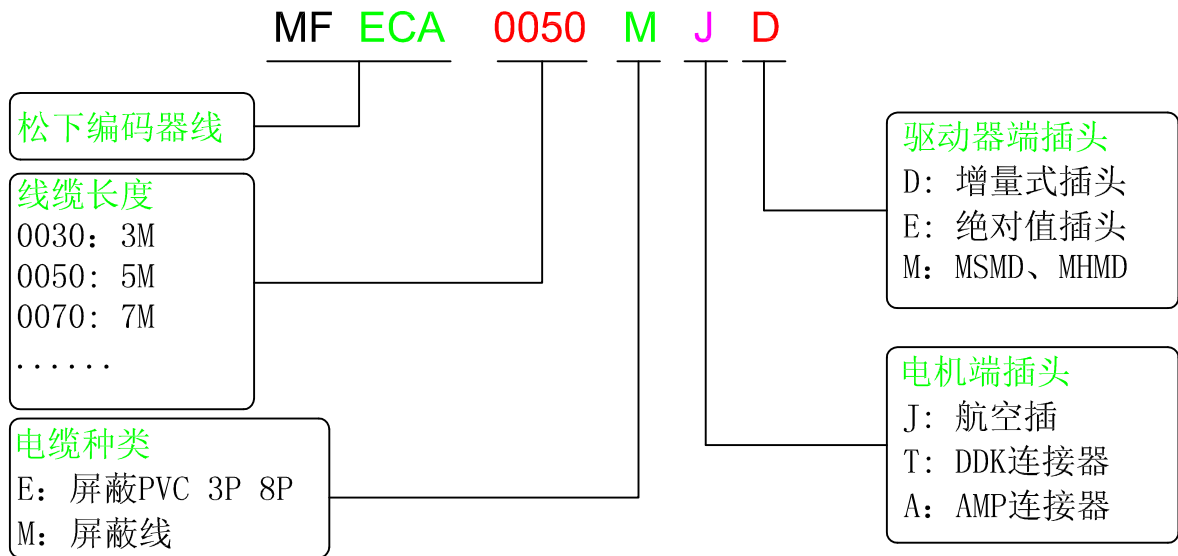 MF ECA 0050 M J D
松下编码器线
线缆长度
0030: 3M
0050: 5M
0070: 7M
......
电缆种类
E: 屏蔽PVC 3P 8P
M: 屏蔽线
驱动器端插头
D: 增量式插头
E: 绝对值插头
M: MSMD、MHMD
电机端插头
J: 航空插
T: DDK连接器
A: AMP连接器